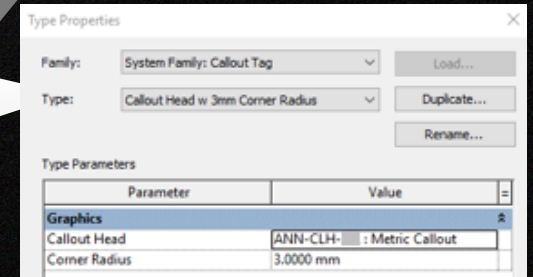 Type Properties
Family: System Family: Callout Tag Load...
Type: Callout Head w 3mm Corner Radius Duplicate...
Rename...
Type Parameters
Parameter Value =
Graphics
Callout Head ANN-CLH- : Metric Callout
Corner Radius 3.0000 mm